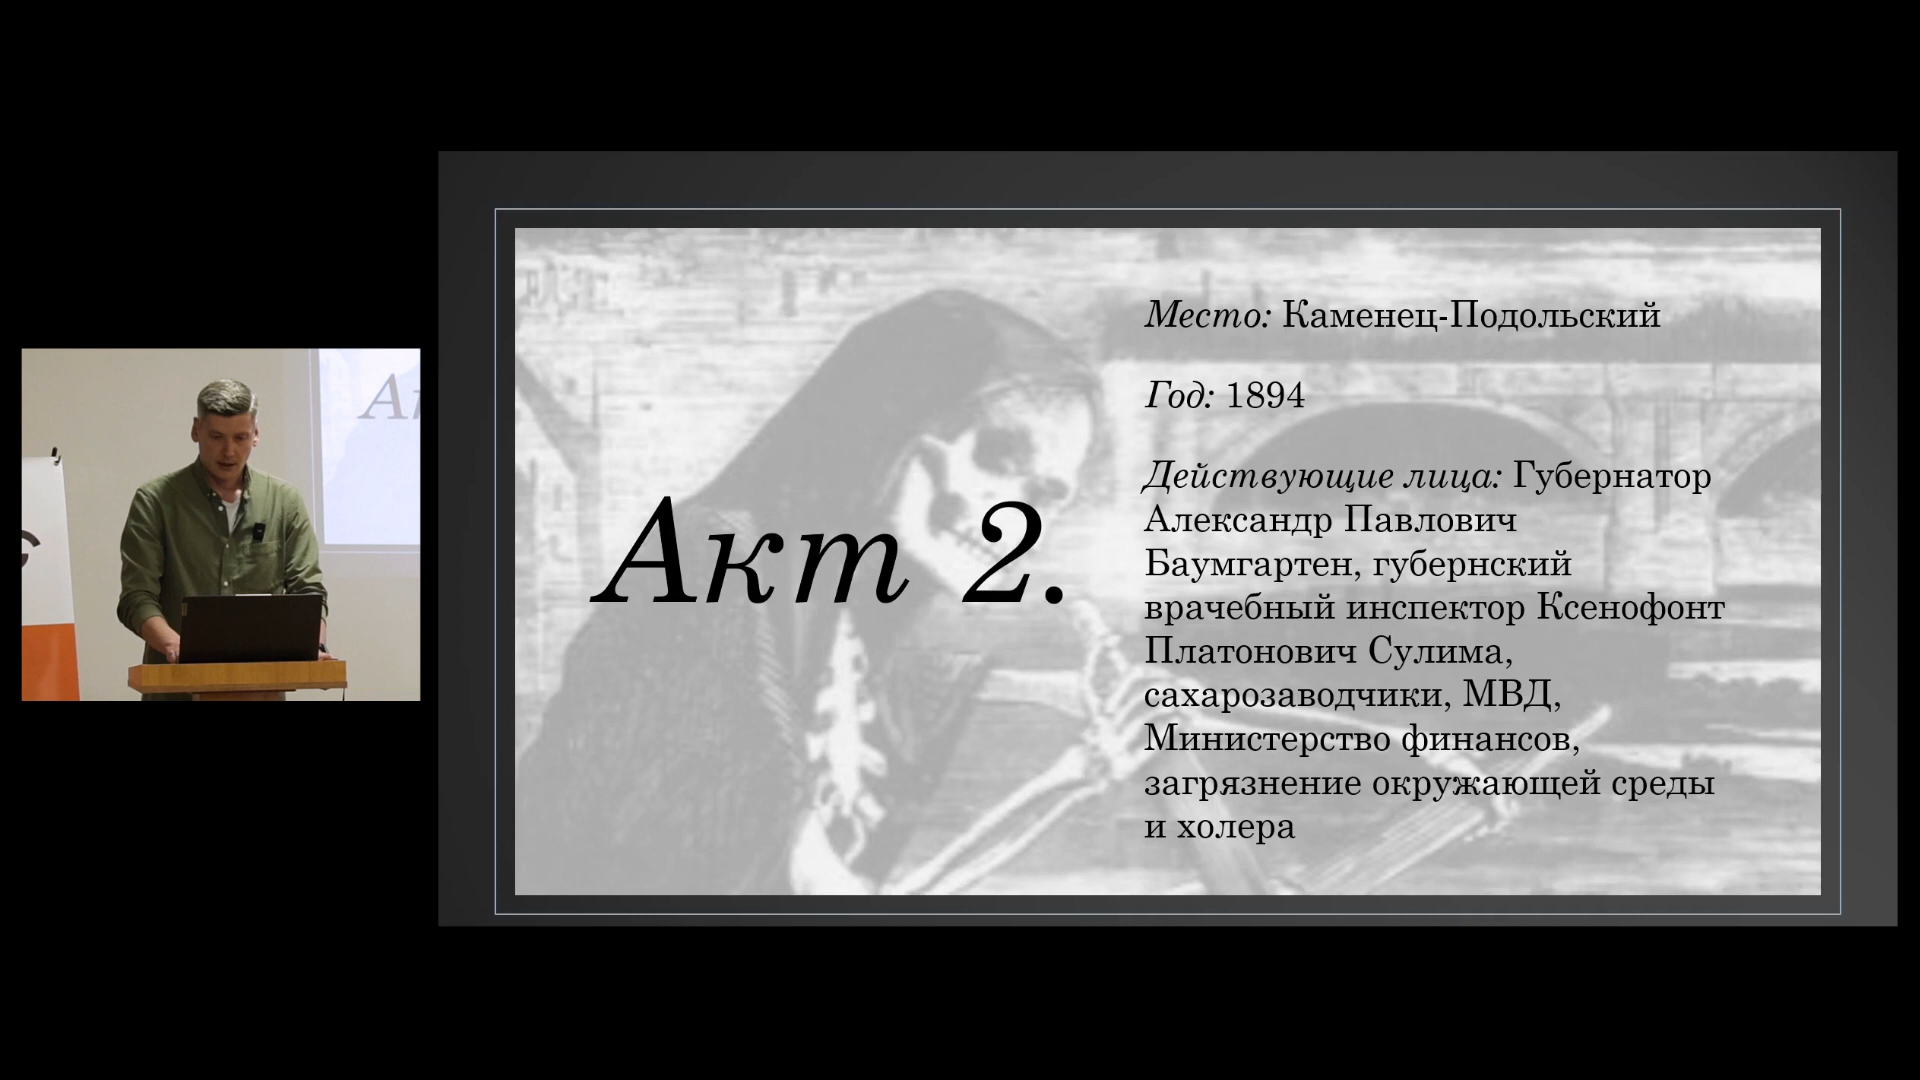 Акт 2.
Место: Каменец-Подольский
Год: 1894
Действующие лица: Губернатор
Александр Павлович
Баумгартен, губернский
врачебный инспектор Ксенофонт
Платонович Сулима,
сахарозаводчики, МВД,
Министерство финансов,
загрязнение окружающей среды
и холера